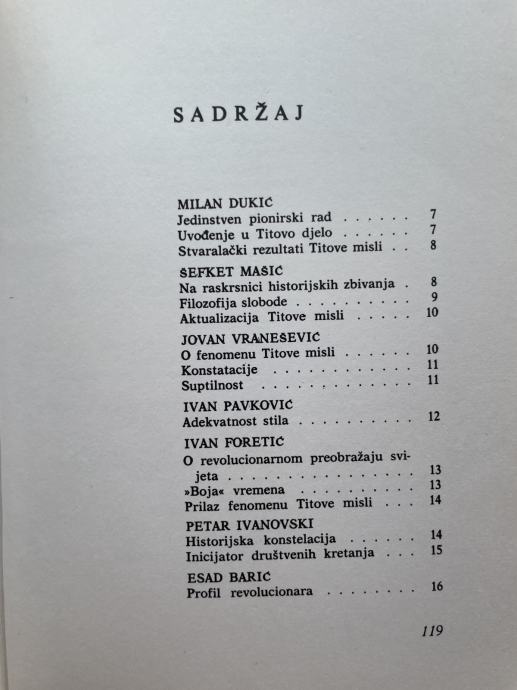 SADRŽAJ
MILAN DUKIĆ
Jedinstven pionirski rad . . . . . . 7
Uvođenje u Titovo djelo . . . . . . 7
Stvaralački rezultati Titove misli . . 8
ŠEFKET MAŠIĆ
Na raskrsnici historijskih zbivanja . 8
Filozofija slobode . . . . . . . . . . 9
Aktualizacija Titove misli . . . . . 10
JOVAN VRANEŠEVIĆ
O fenomenu Titove misli . . . . . . 10
Konstatacije . . . . . . . . . . . . 11
Suptilnost . . . . . . . . . . . . . 11
IVAN PAVKOVIĆ
Adekvatnost stila . . . . . . . . . . 12
IVAN FORETIĆ
O revolucionarnom preobražaju svi-
jeta . . . . . . . . . . . . . . 13
»Boja« vremena . . . . . . . . . . 13
Prilaz fenomenu Titove misli . . . 14
PETAR IVANOVSKI
Historijska konstelacija . . . . . . 14
Inicijator društvenih kretanja . . . 15
ESAD BARIĆ
Profil revolucionara . . . . . . . . 16
119